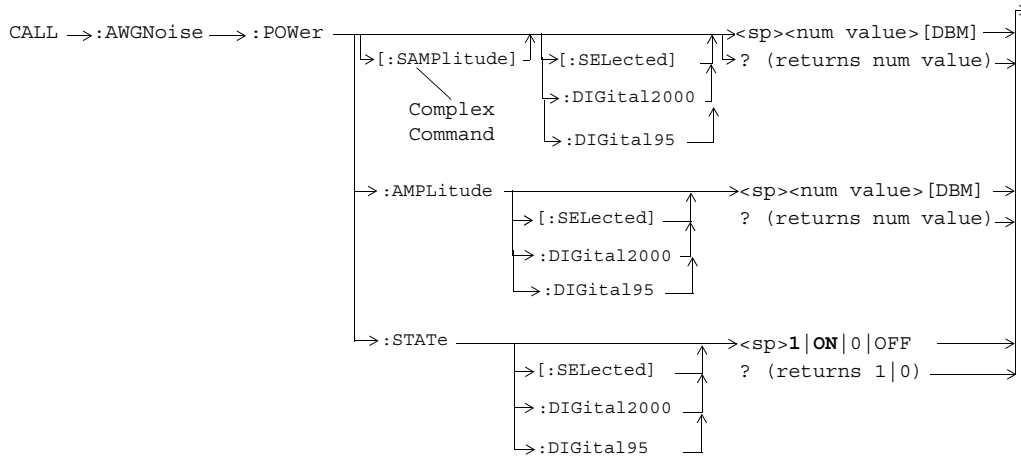 CALL :AWGNoise :POWer <sp><num value>[DBM]
[:SAMPlitude] [:SELected] ? (returns num value)
Complex
Command
:DIGital2000
:DIGital95
:AMPLitude <sp><num value>[DBM]
[:SELected] ? (returns num value)
:DIGital2000
:DIGital95
:STATe <sp>1|ON|0|OFF
[:SELected] ? (returns 1|0)
:DIGital2000
:DIGital95